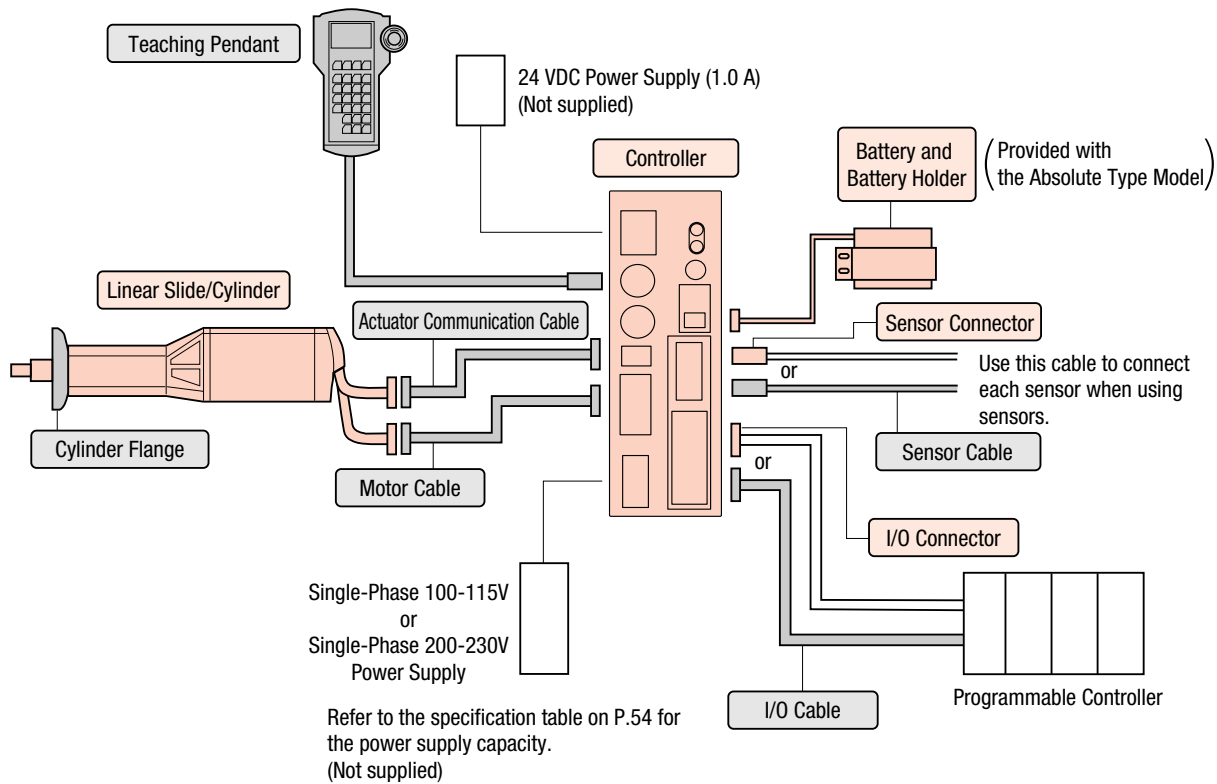 Teaching Pendant
24 VDC Power Supply (1.0 A)
(Not supplied)
Controller
Battery and
Battery Holder
(Provided with
the Absolute Type Model)
Linear Slide/Cylinder
Actuator Communication Cable
Sensor Connector
or
Use this cable to connect
each sensor when using
sensors.
Cylinder Flange
Sensor Cable
Motor Cable
or
I/O Connector
Single-Phase 100-115V
or
Single-Phase 200-230V
Power Supply
Programmable Controller
I/O Cable
Refer to the specification table on P.54 for
the power supply capacity.
(Not supplied)